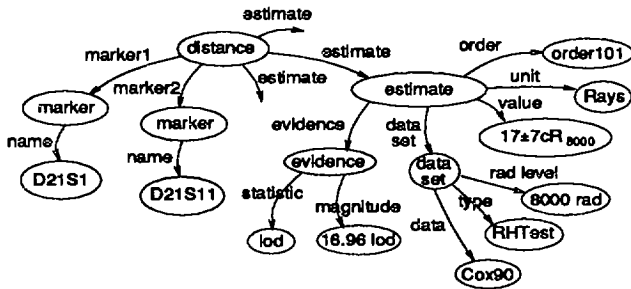 estimate
distance
marker1
marker2
estimate
estimate
order
order101
unit
Rays
value
17±7cR8000
estimate
marker
marker
name
name
D21S1
D21S11
evidence
evidence
statistic
magnitude
lod
16.96 lod
data
set
data
set
rad level
8000 rad
type
RHTest
data
Cox90